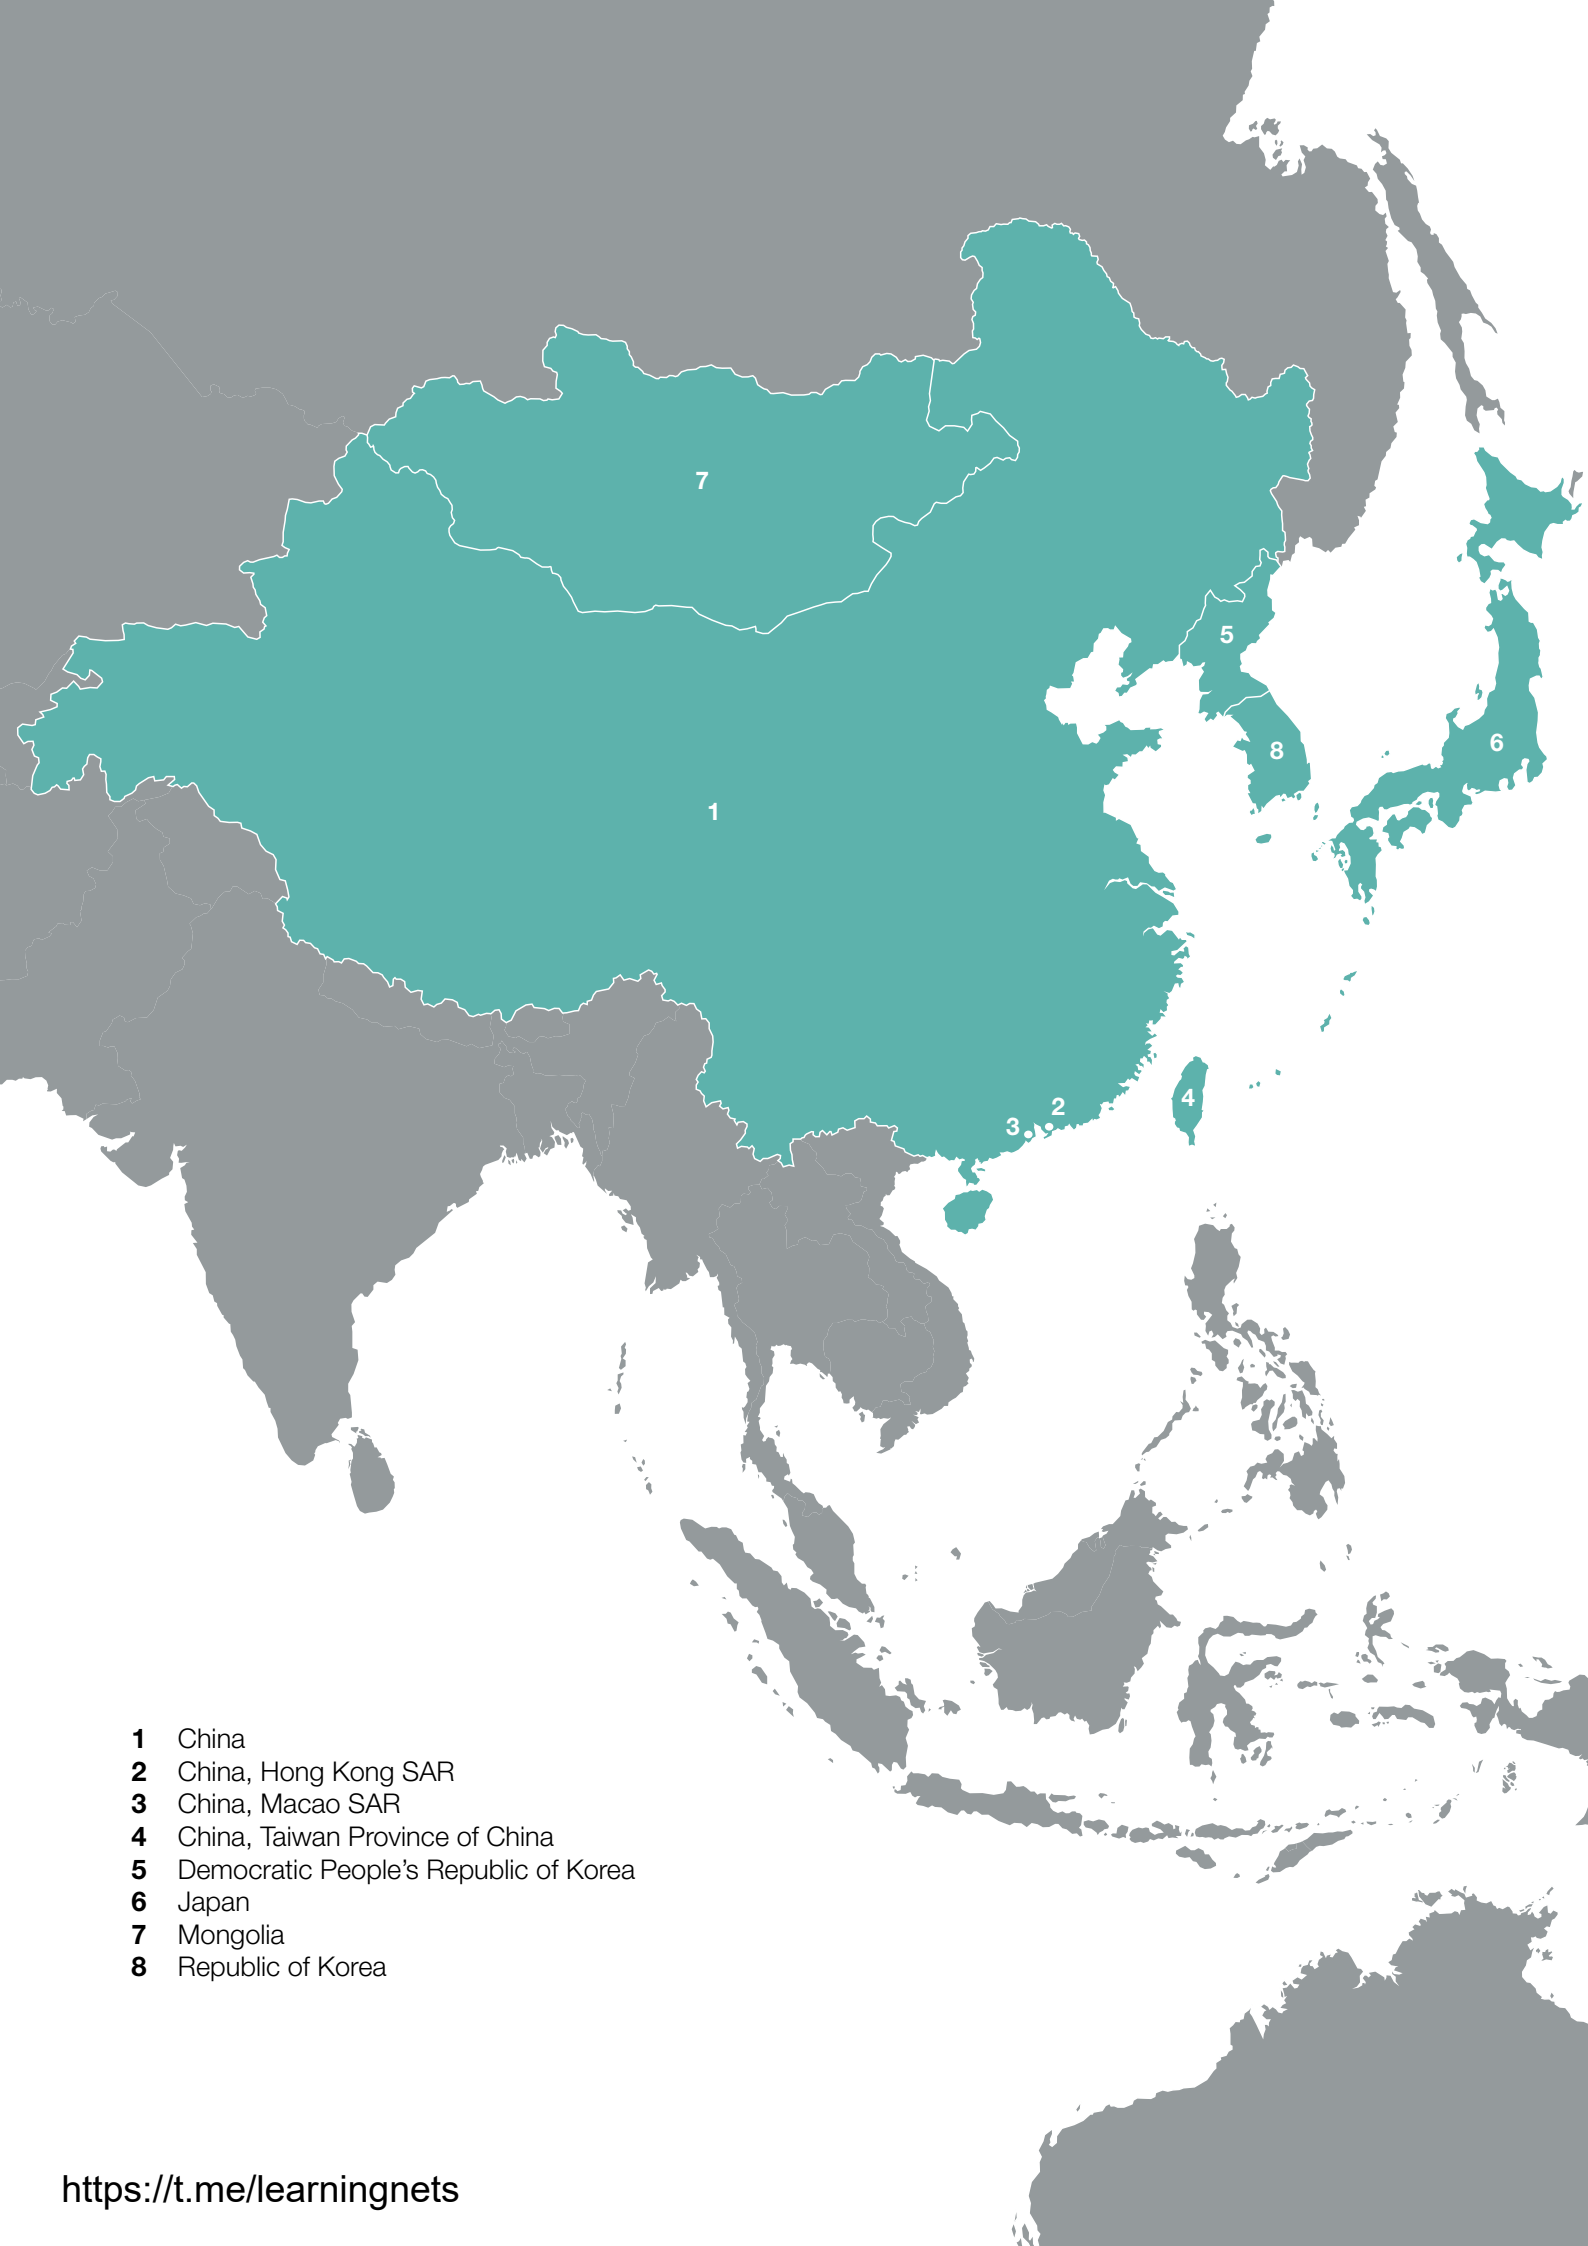 7
5
6
8
1
4
2
3
1 China
2 China, Hong Kong SAR
3 China, Macao SAR
4 China, Taiwan Province of China
5 Democratic People’s Republic of Korea
6 Japan
7 Mongolia
8 Republic of Korea
https://t.me/learningnets